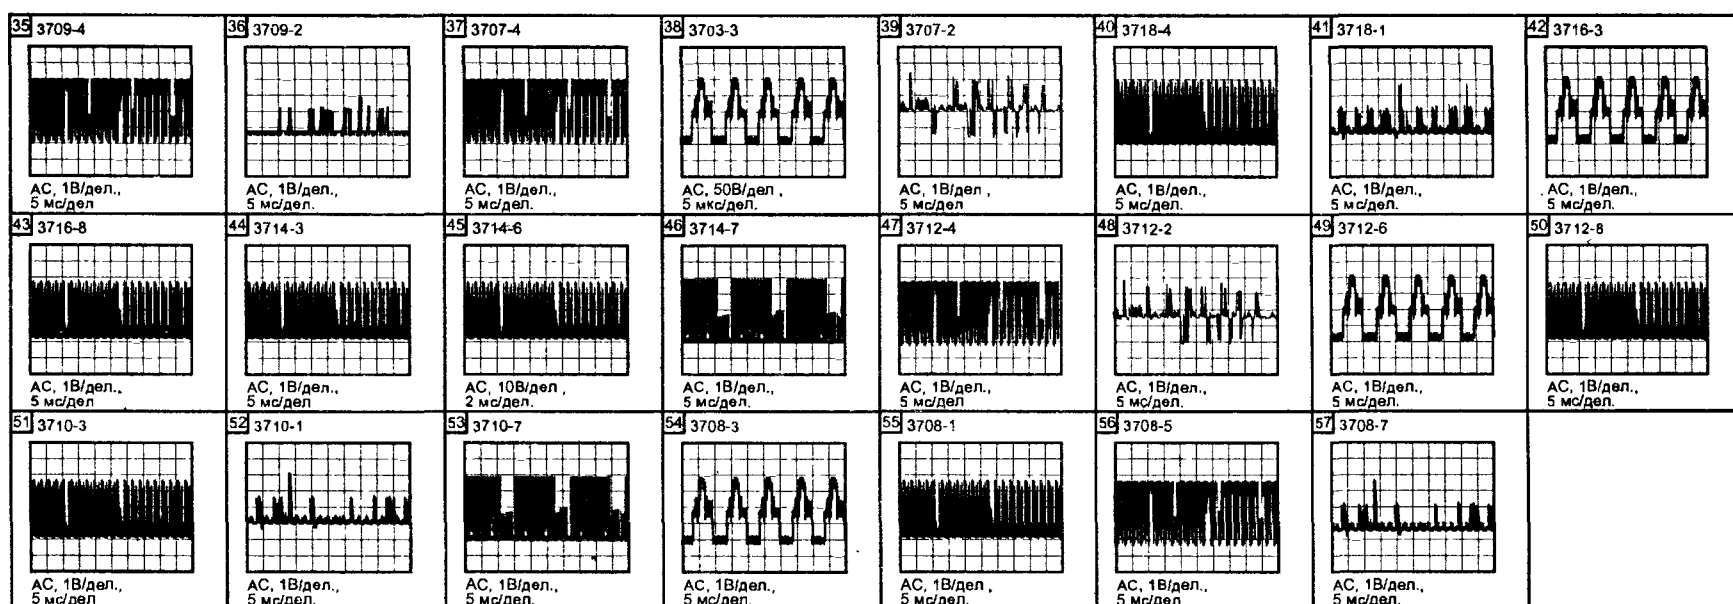 35 3709-4
AC, 1В/дел.,
5 мс/дел
36 3709-2
AC, 1В/дел.,
5 мс/дел.
37 3707-4
AC, 1В/дел.,
5 мс/дел.
38 3703-3
AC, 50В/дел ,
5 мкс/дел.
39 3707-2
AC, 1В/дел ,
5 мс/дел
40 3718-4
AC, 1В/дел.,
5 мс/дел.
41 3718-1
AC, 1В/дел.,
5 мс/дел.
42 3716-3
AC, 1В/дел.,
5 мс/дел.
43 3716-8
AC, 1В/дел.,
5 мс/дел
44 3714-3
AC, 1В/дел.,
5 мс/дел
45 3714-6
AC, 10В/дел ,
2 мс/дел.
46 3714-7
AC, 1В/дел.,
5 мс/дел.
47 3712-4
AC, 1В/дел.,
5 мс/дел.
48 3712-2
AC, 1В/дел.,
5 мс/дел.
49 3712-6
AC, 1В/дел.,
5 мс/дел.
50 3712-8
AC, 1В/дел.,
5 мс/дел.
51 3710-3
AC, 1В/дел.,
5 мс/дел
52 3710-1
AC, 1В/дел.,
5 мс/дел.
53 3710-7
AC, 1В/дел.,
5 мс/дел.
54 3708-3
AC, 1В/дел.,
5 мс/дел.
55 3708-1
AC, 1В/дел ,
5 мс/дел.
56 3708-5
AC, 1В/дел.,
5 мс/дел.
57 3708-7
AC, 1В/дел.,
5 мс/дел.